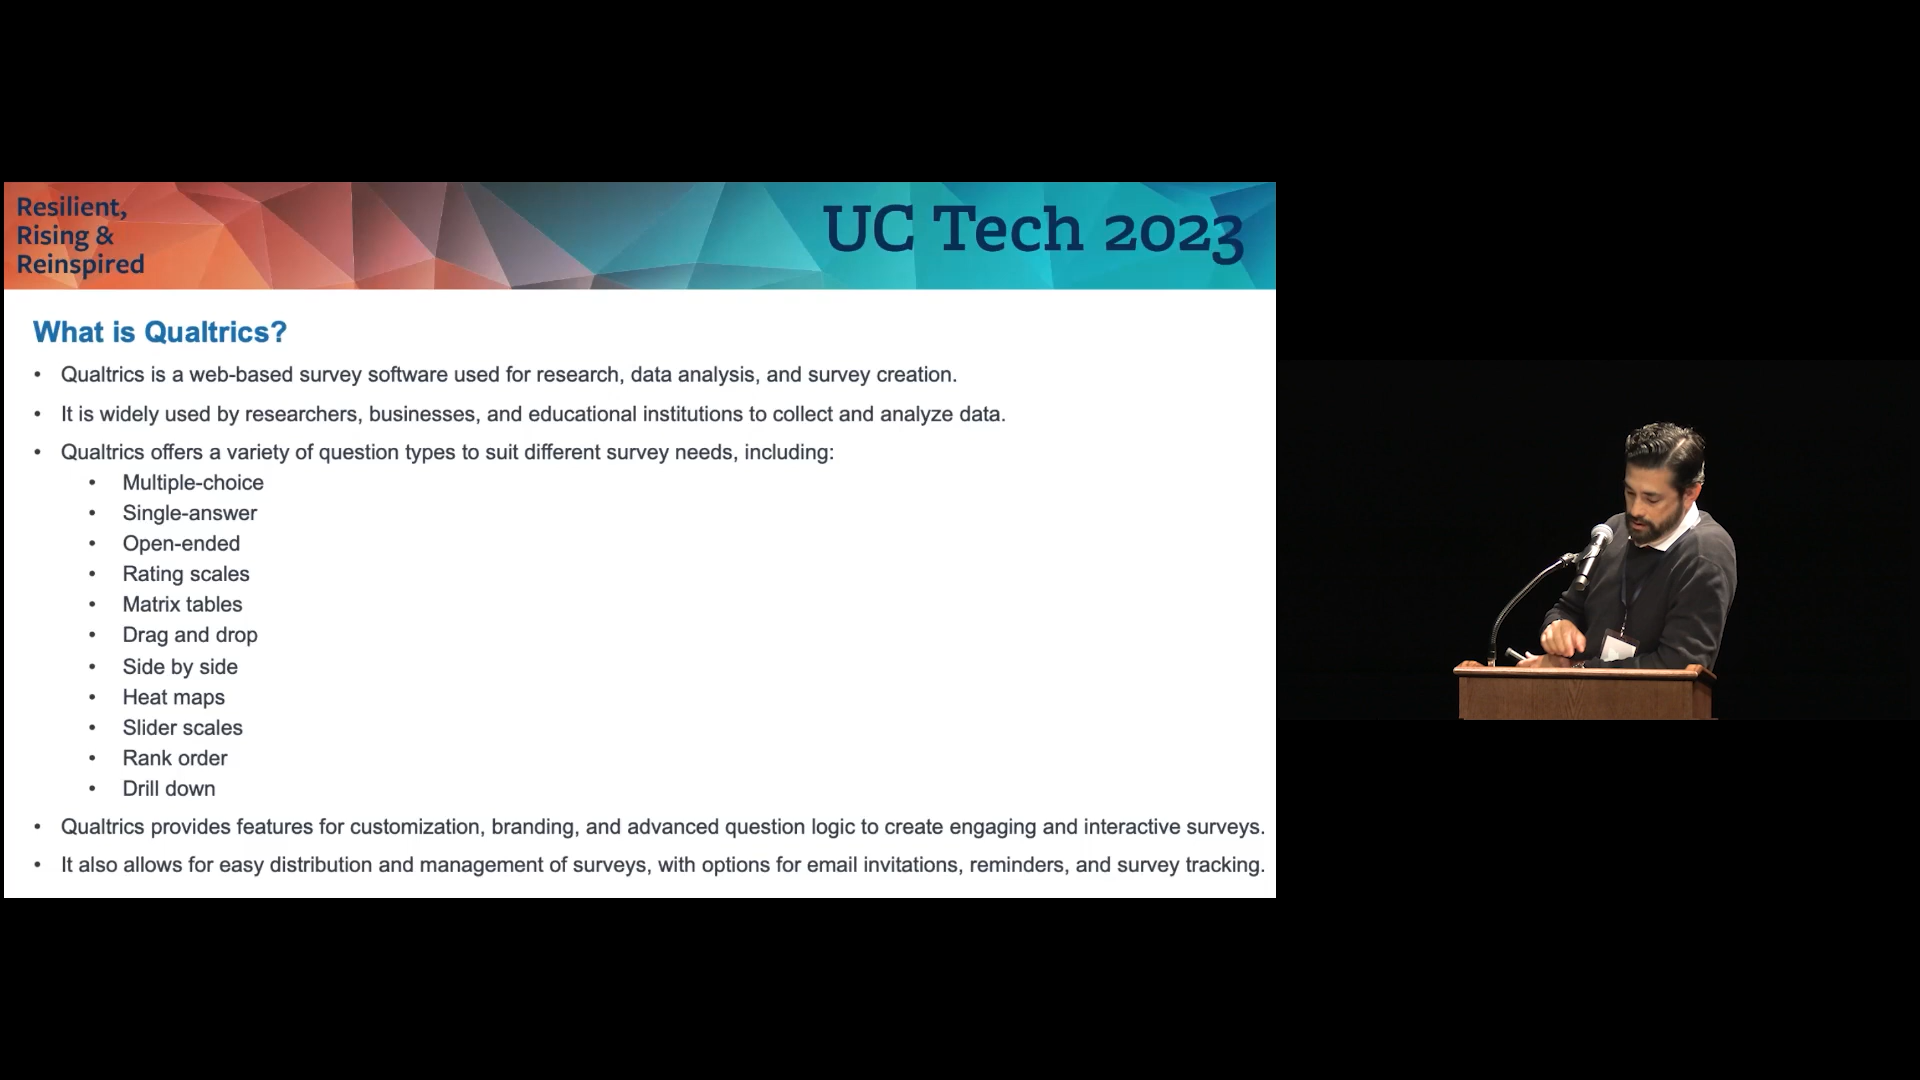 Resilient,
Rising &
Reinspired
UC Tech 2023
What is Qualtrics?
• Qualtrics is a web-based survey software used for research, data analysis, and survey creation.
• It is widely used by researchers, businesses, and educational institutions to collect and analyze data.
• Qualtrics offers a variety of question types to suit different survey needs, including:
• Multiple-choice
• Single-answer
• Open-ended
• Rating scales
• Matrix tables
• Drag and drop
• Side by side
• Heat maps
• Slider scales
• Rank order
• Drill down
• Qualtrics provides features for customization, branding, and advanced question logic to create engaging and interactive surveys.
• It also allows for easy distribution and management of surveys, with options for email invitations, reminders, and survey tracking.